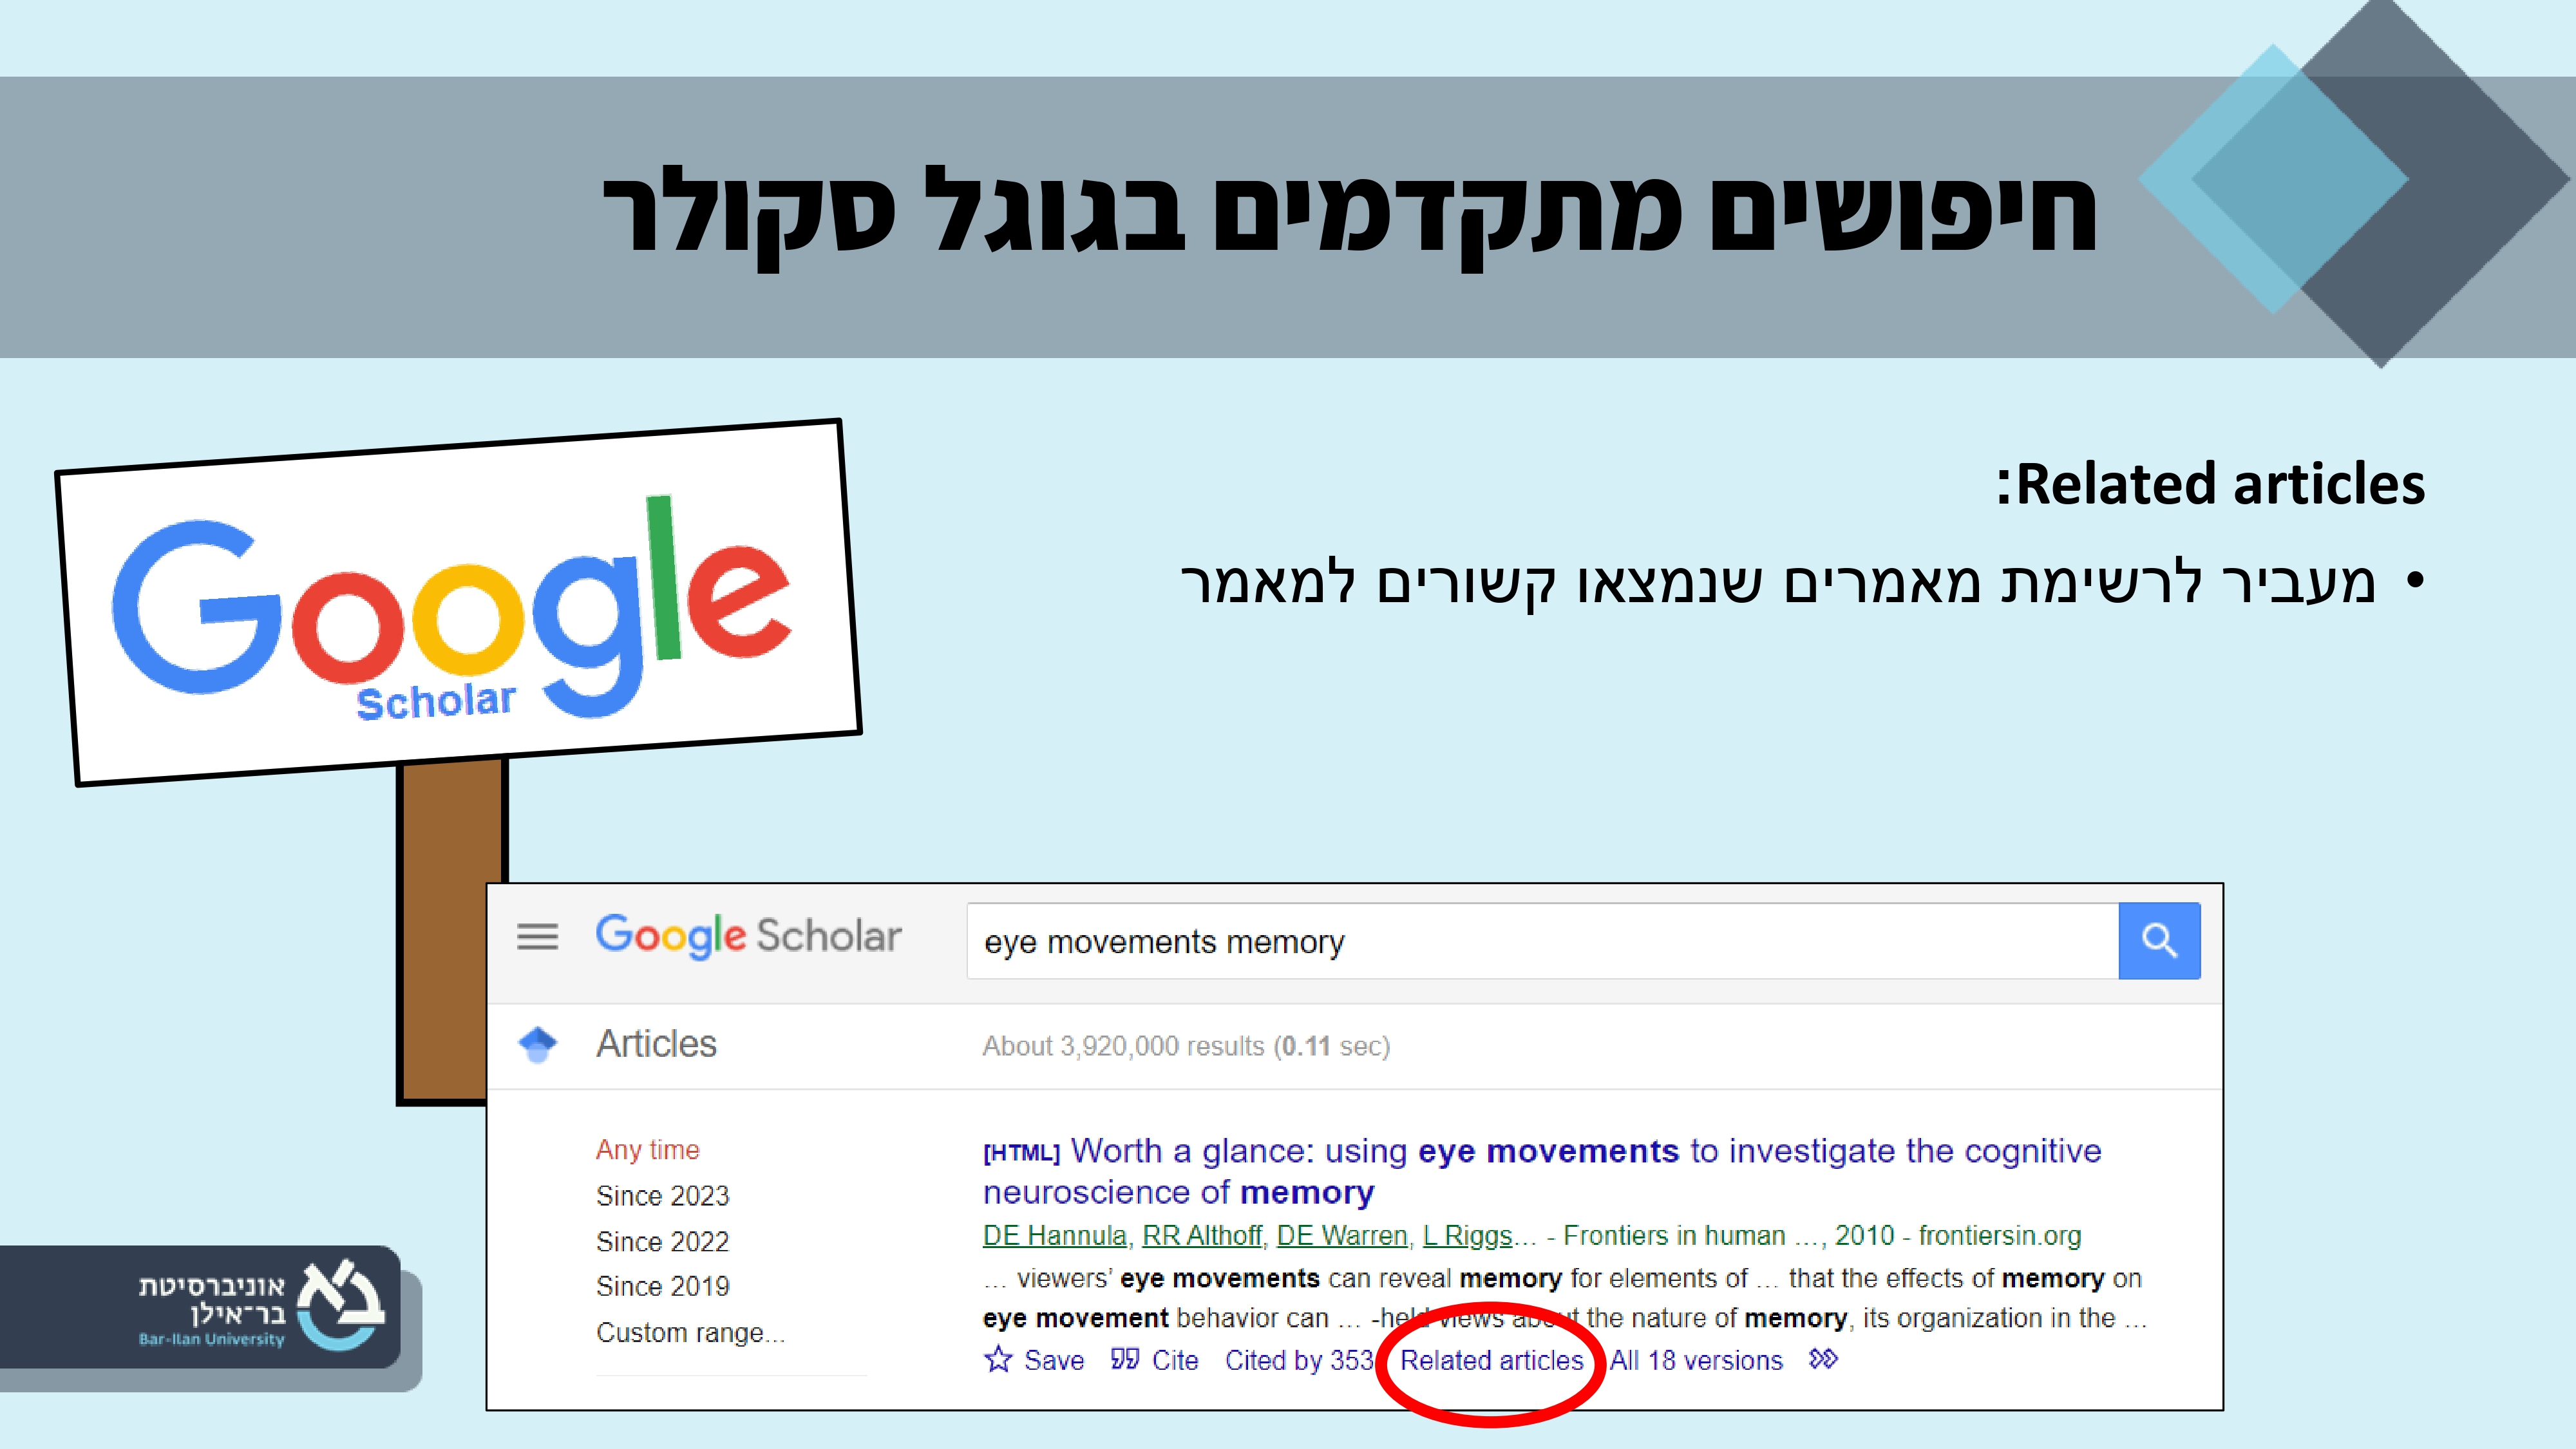 חיפושים מתקדמים בגוגל סקולר
Related articles:
• מעביר לרשימת מאמרים שנמצאו קשורים למאמר
Google
Scholar
Google Scholar
eye movements memory
Articles
About 3,920,000 results (0.11 sec)
Any time
Since 2023
Since 2022
Since 2019
Custom range...
[HTML] Worth a glance: using eye movements to investigate the cognitive
neuroscience of memory
DE Hannula, RR Althoff, DE Warren, L Riggs... - Frontiers in human ..., 2010 - frontiersin.org
... viewers' eye movements can reveal memory for elements of ... that the effects of memory on
eye movement behavior can ... -held views about the nature of memory, its organization in the ...
Save Cite Cited by 353 Related articles All 18 versions
אוניברסיטת
בר־אילן
Bar-Ilan University